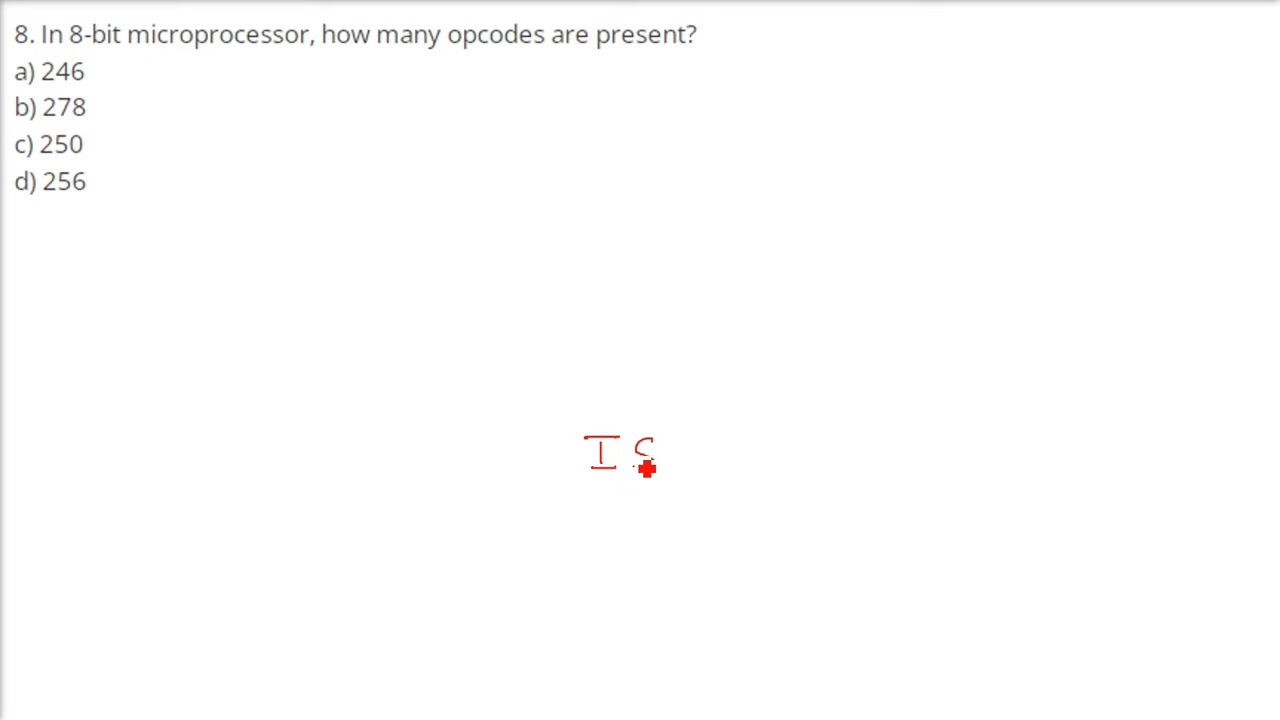 8. In 8-bit microprocessor, how many opcodes are present?
a) 246
b) 278
c) 250
d) 256
I S